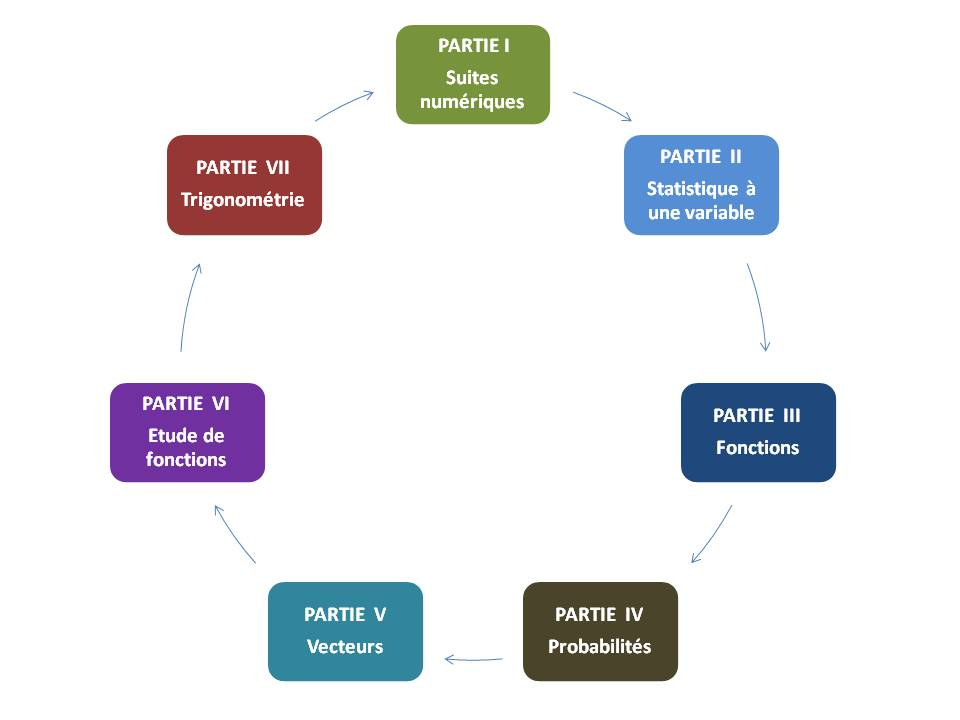 PARTIE I
Suites
numériques
PARTIE II
Statistique à
une variable
PARTIE III
Fonctions
PARTIE IV
Probabilités
PARTIE V
Vecteurs
PARTIE VI
Etude de
fonctions
PARTIE VII
Trigonométrie